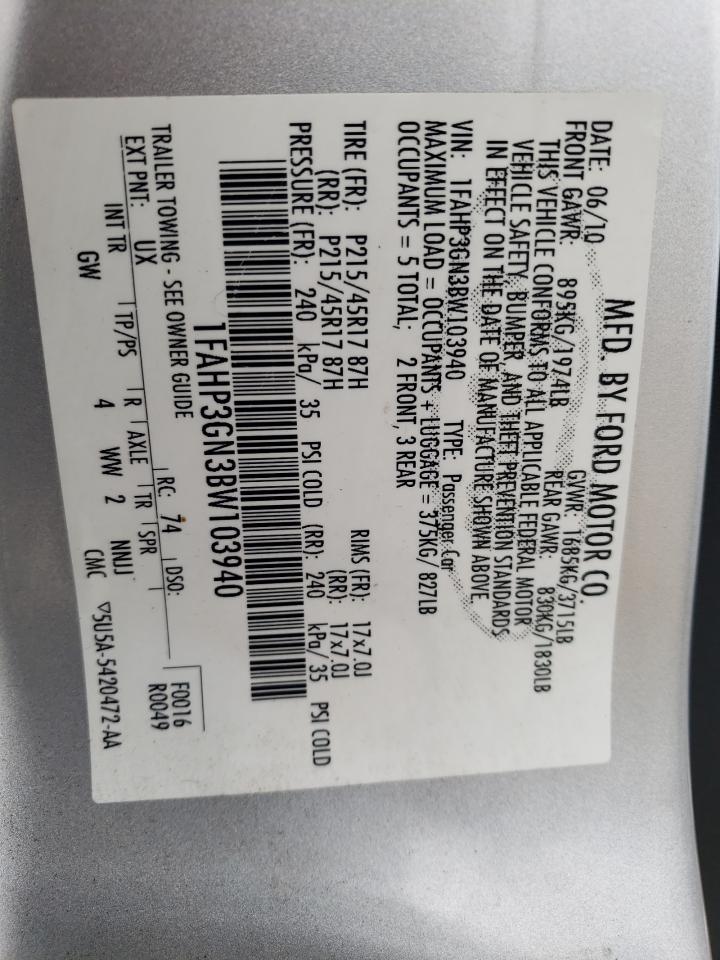 MFD. BY FORD MOTOR CO.
DATE: 06/10 GVWR: 1685KG/3715LB
FRONT GAWR: 895KG/1974LB REAR GAWR: 830KG/1830LB
THIS VEHICLE CONFORMS TO ALL APPLICABLE FEDERAL MOTOR
VEHICLE SAFETY, BUMPER, AND THEFT PREVENTION STANDARDS
IN EFFECT ON THE DATE OF MANUFACTURE SHOWN ABOVE.
VIN: 1FAHP3GN3BW103940 TYPE: Passenger Car
MAXIMUM LOAD = OCCUPANTS + LUGGAGE = 375KG/ 827LB
OCCUPANTS = 5 TOTAL; 2 FRONT, 3 REAR
TIRE (FR): P215/45R17 87H RIMS (FR): 17x7.0J
(RR): P215/45R17 87H (RR): 17x7.0J
PRESSURE (FR): 240 kPa/ 35 PSI COLD (RR): 240 kPa/ 35 PSI COLD
1FAHP3GN3BW103940
TRAILER TOWING - SEE OWNER GUIDE
F0016
R0049
EXT PNT: UX RC: 74 DSO:
INT TR TP/PS R AXLE TR SPR
GW 4 WW 2 NNJJ
CMC ▽5U5A-5420472-AA